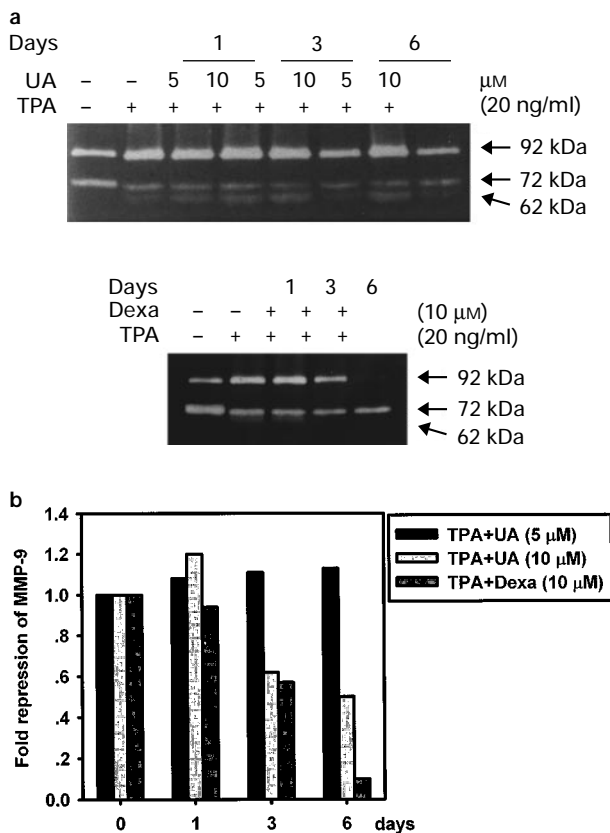 a
Days 1 3 6
UA – – 5 10 5 10 5 10 μM
TPA – + + + + + + + (20 ng/ml)
92 kDa
72 kDa
62 kDa
Days 1 3 6
Dexa – – + + + (10 μM)
TPA – + + + + (20 ng/ml)
92 kDa
72 kDa
62 kDa
b
Fold repression of MMP-9
1.4
1.2
1.0
.8
.6
.4
.2
.0
0 1 3 6 days
TPA+UA (5 μM)
TPA+UA (10 μM)
TPA+Dexa (10 μM)